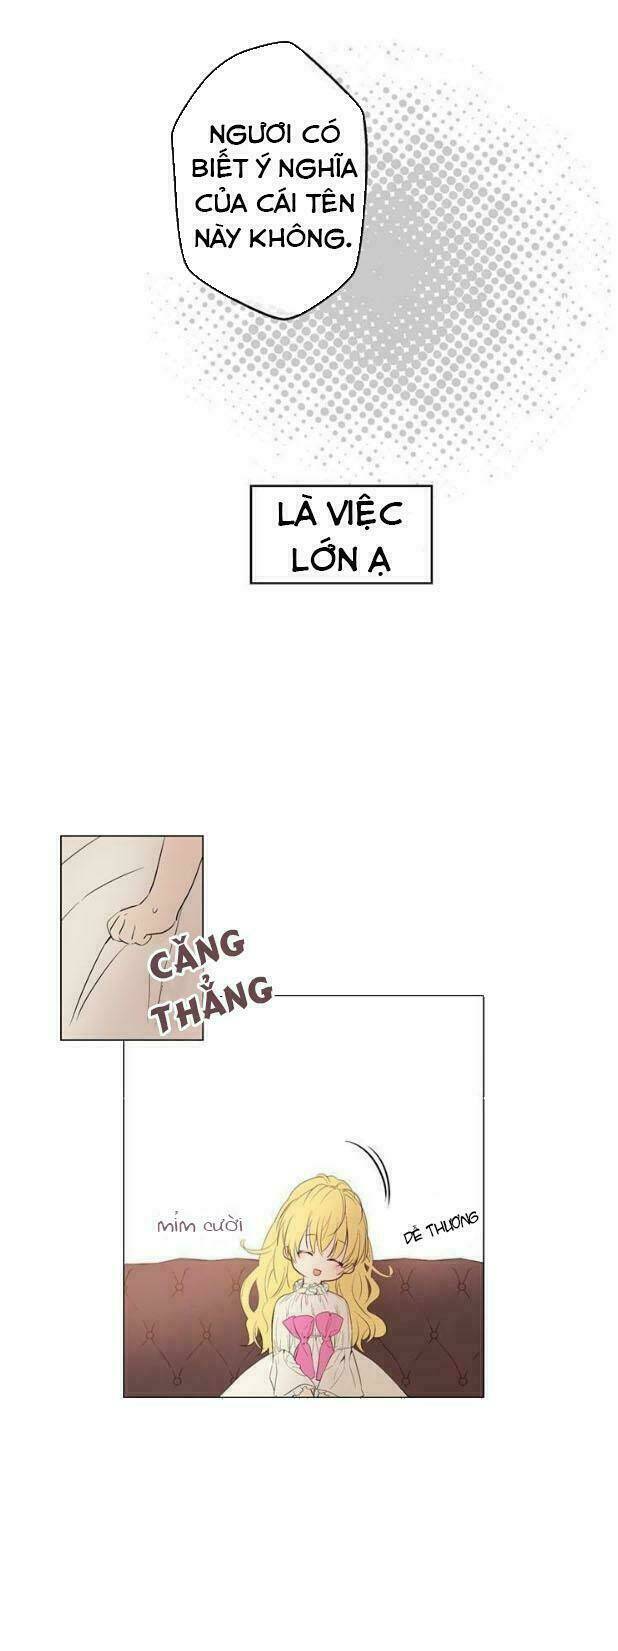 NGƯƠI CÓ
BIẾT Ý NGHĨA
CỦA CÁI TÊN
NÀY KHÔNG.
LÀ VIỆC
LỚN Ạ
CĂNG
THẲNG
mỉm cười
DỄ THƯƠNG